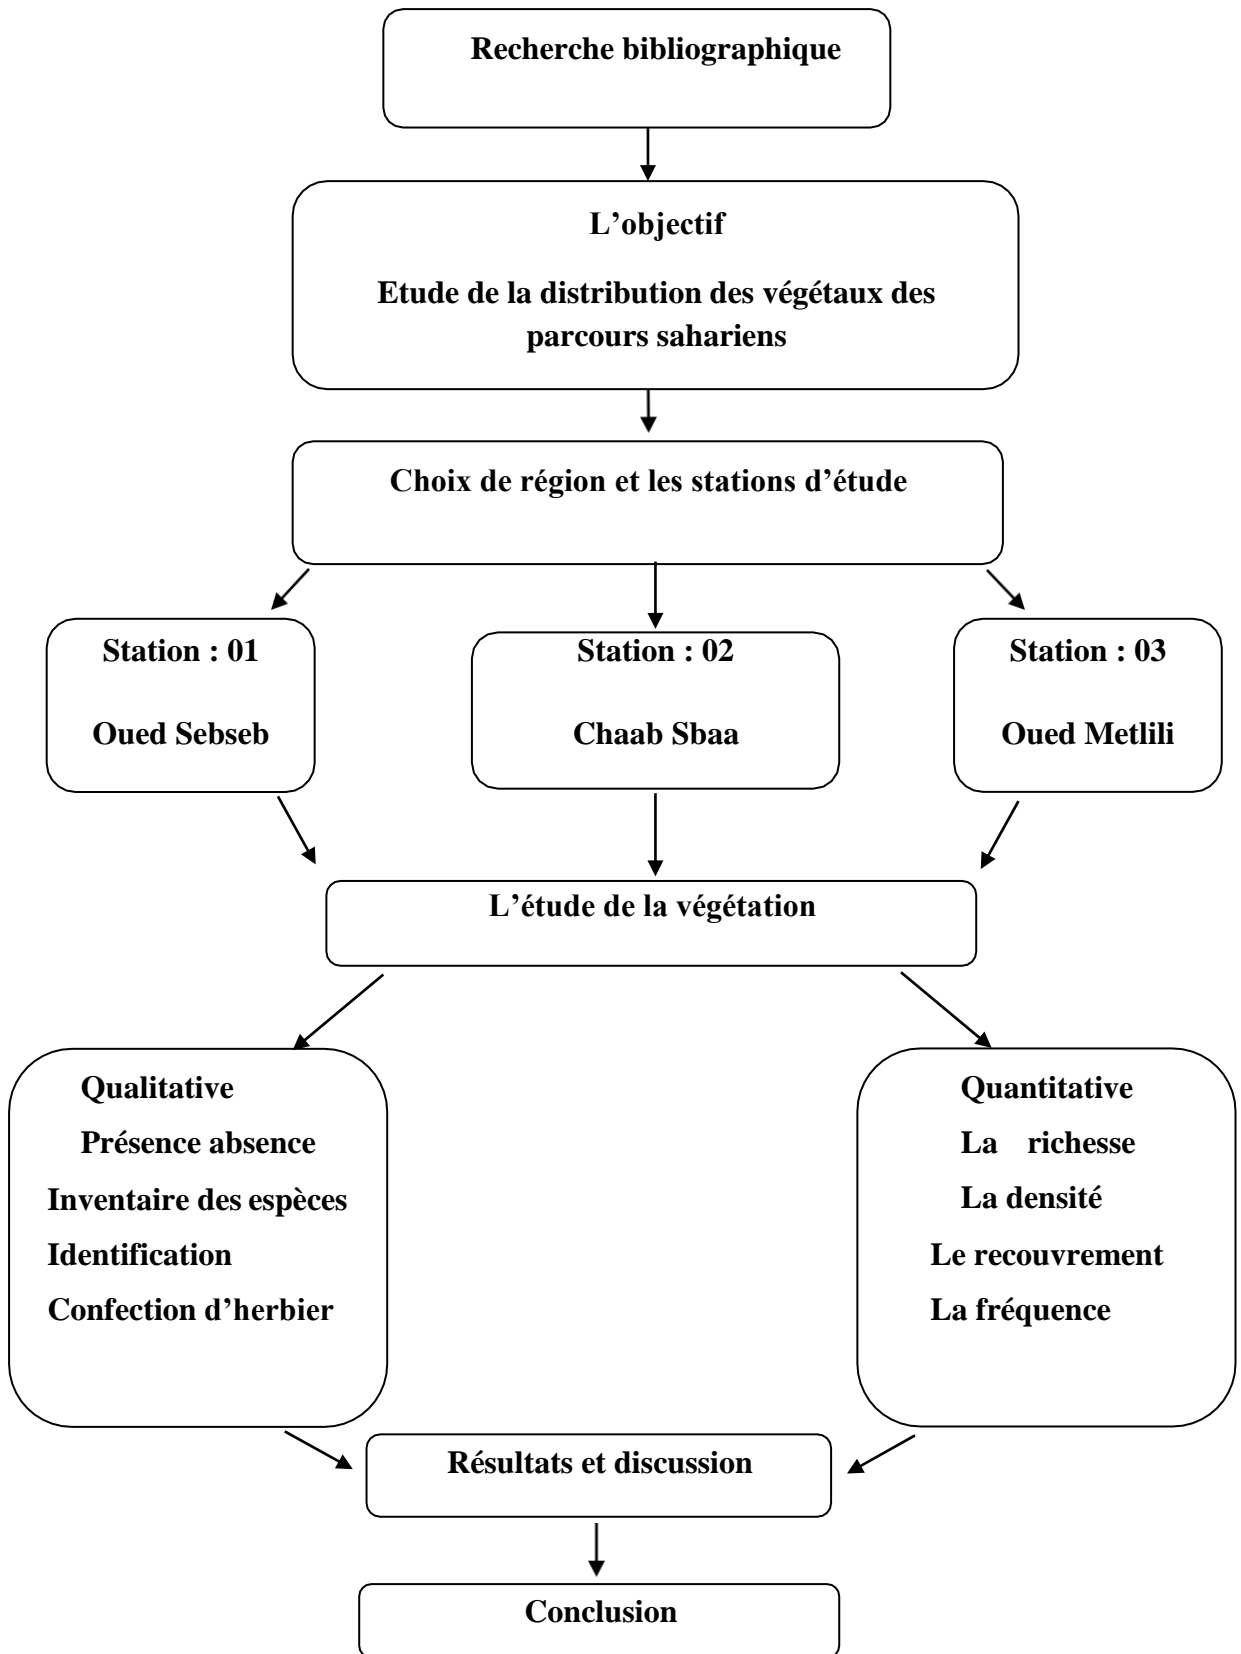 Recherche bibliographique
L’objectif
Etude de la distribution des végétaux des
parcours sahariens
Choix de région et les stations d’étude
Station : 01
Oued Sebseb
Station : 02
Chaab Sbaa
Station : 03
Oued Metlili
L’étude de la végétation
Qualitative
Présence absence
Inventaire des espèces
Identification
Confection d’herbier
Quantitative
La richesse
La densité
Le recouvrement
La fréquence
Résultats et discussion
Conclusion